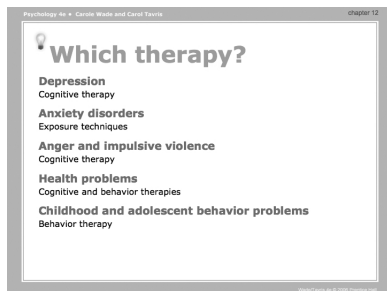 Psychology 4e • Carole Wade and Carol Tavris
chapter 12
Which therapy?
Depression
Cognitive therapy
Anxiety disorders
Exposure techniques
Anger and impulsive violence
Cognitive therapy
Health problems
Cognitive and behavior therapies
Childhood and adolescent behavior problems
Behavior therapy